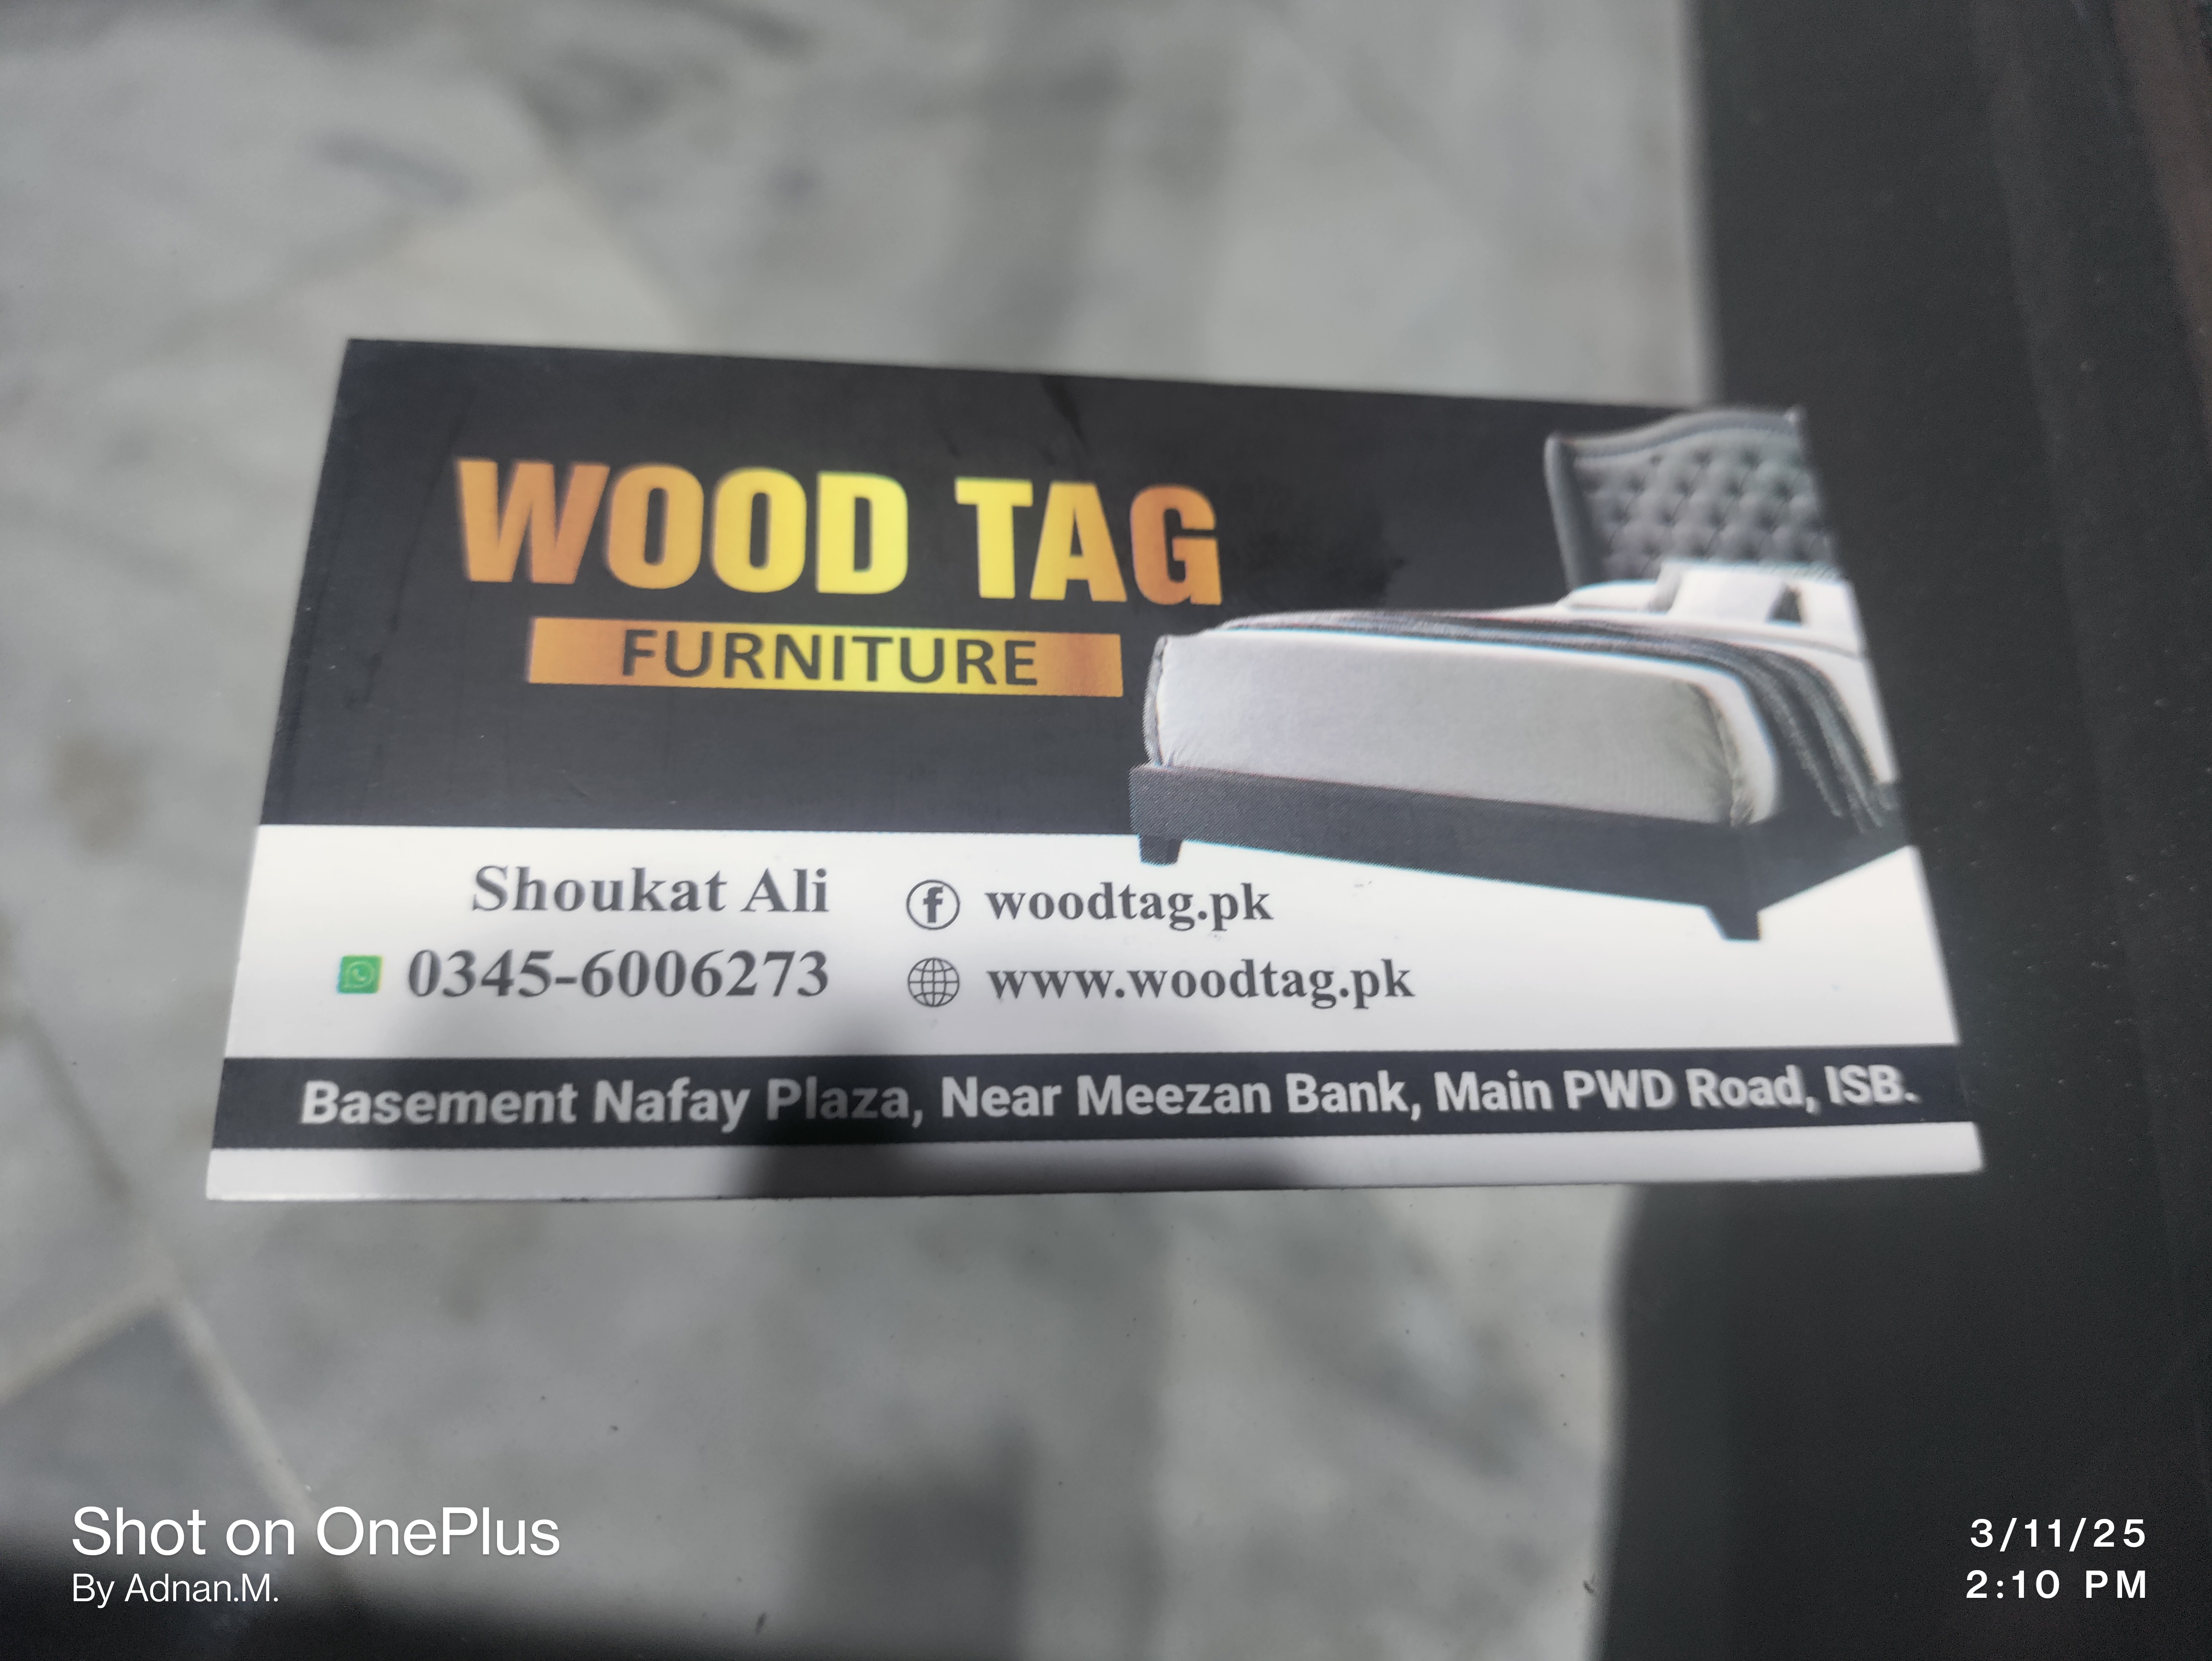 WOOD TAG
FURNITURE
Shoukat Ali
0345-6006273
woodtag.pk
www.woodtag.pk
Basement Nafay Plaza, Near Meezan Bank, Main PWD Road, ISB.
Shot on OnePlus
By Adnan.M.
3/11/25
2:10 PM